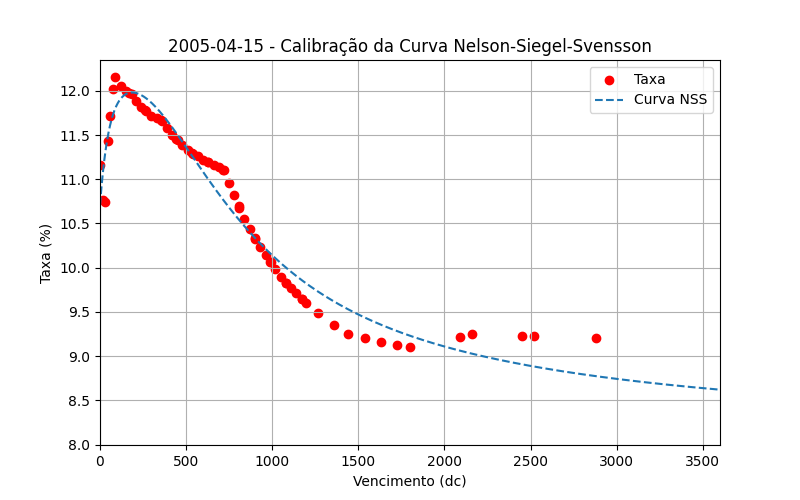 2005-04-15 - Calibração da Curva Nelson-Siegel-Svensson
Taxa
Curva NSS
Taxa (%)
12.0
11.5
11.0
10.5
10.0
9.5
9.0
8.5
8.0
0 500 1000 1500 2000 2500 3000 3500
Vencimento (dc)